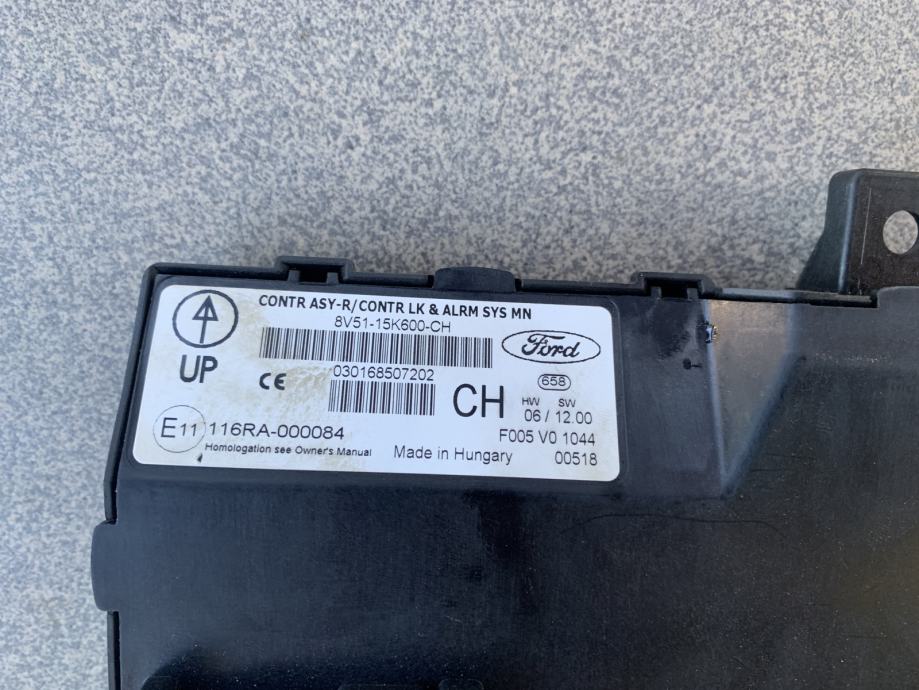 CONTR ASY-R/CONTR LK & ALRM SYS MN
8V51-15K600-CH
Ford
UP
CE
030168507202
CH
658
HW SW
06 / 12.00
E11 116RA-000084
F005 V0 1044
Homologation see Owner's Manual
Made in Hungary
00518